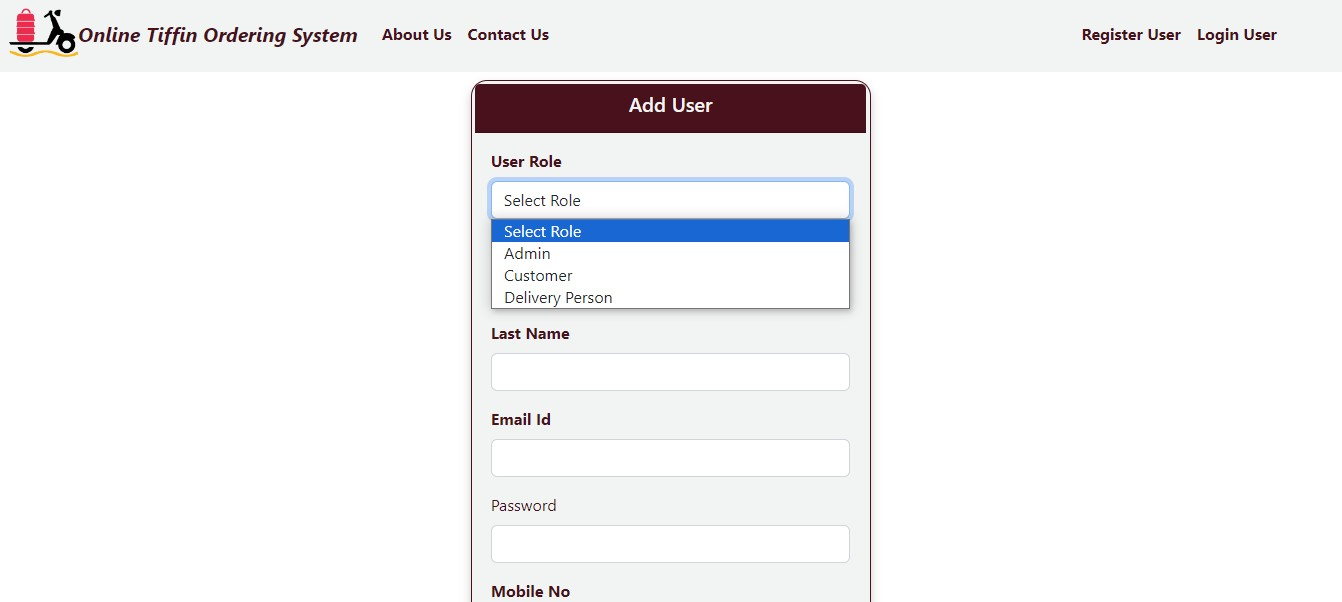 Online Tiffin Ordering System About Us Contact Us Register User Login User
Add User
User Role
Select Role
Select Role
Admin
Customer
Delivery Person
Last Name
Email Id
Password
Mobile No